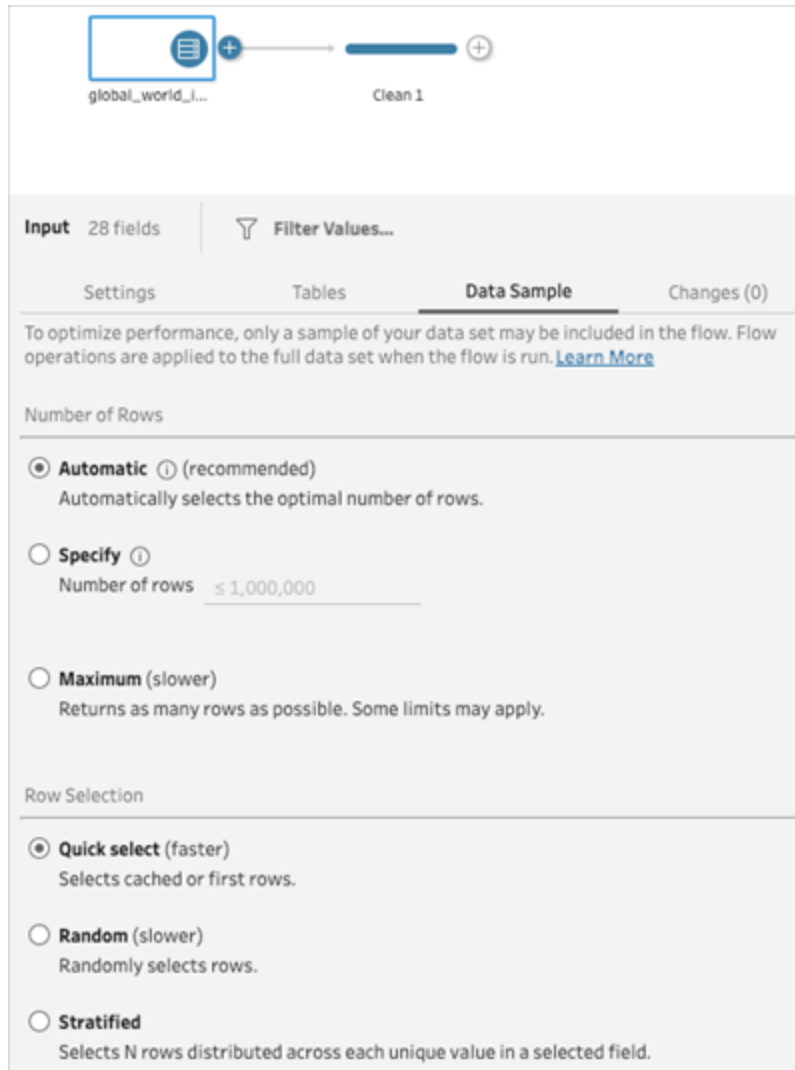 global_world_i...
Clean 1
Input 28 fields Filter Values...
Settings Tables Data Sample Changes (0)
To optimize performance, only a sample of your data set may be included in the flow. Flow
operations are applied to the full data set when the flow is run. Learn More
Number of Rows
Automatic (recommended)
Automatically selects the optimal number of rows.
Specify
Number of rows ≤ 1,000,000
Maximum (slower)
Returns as many rows as possible. Some limits may apply.
Row Selection
Quick select (faster)
Selects cached or first rows.
Random (slower)
Randomly selects rows.
Stratified
Selects N rows distributed across each unique value in a selected field.